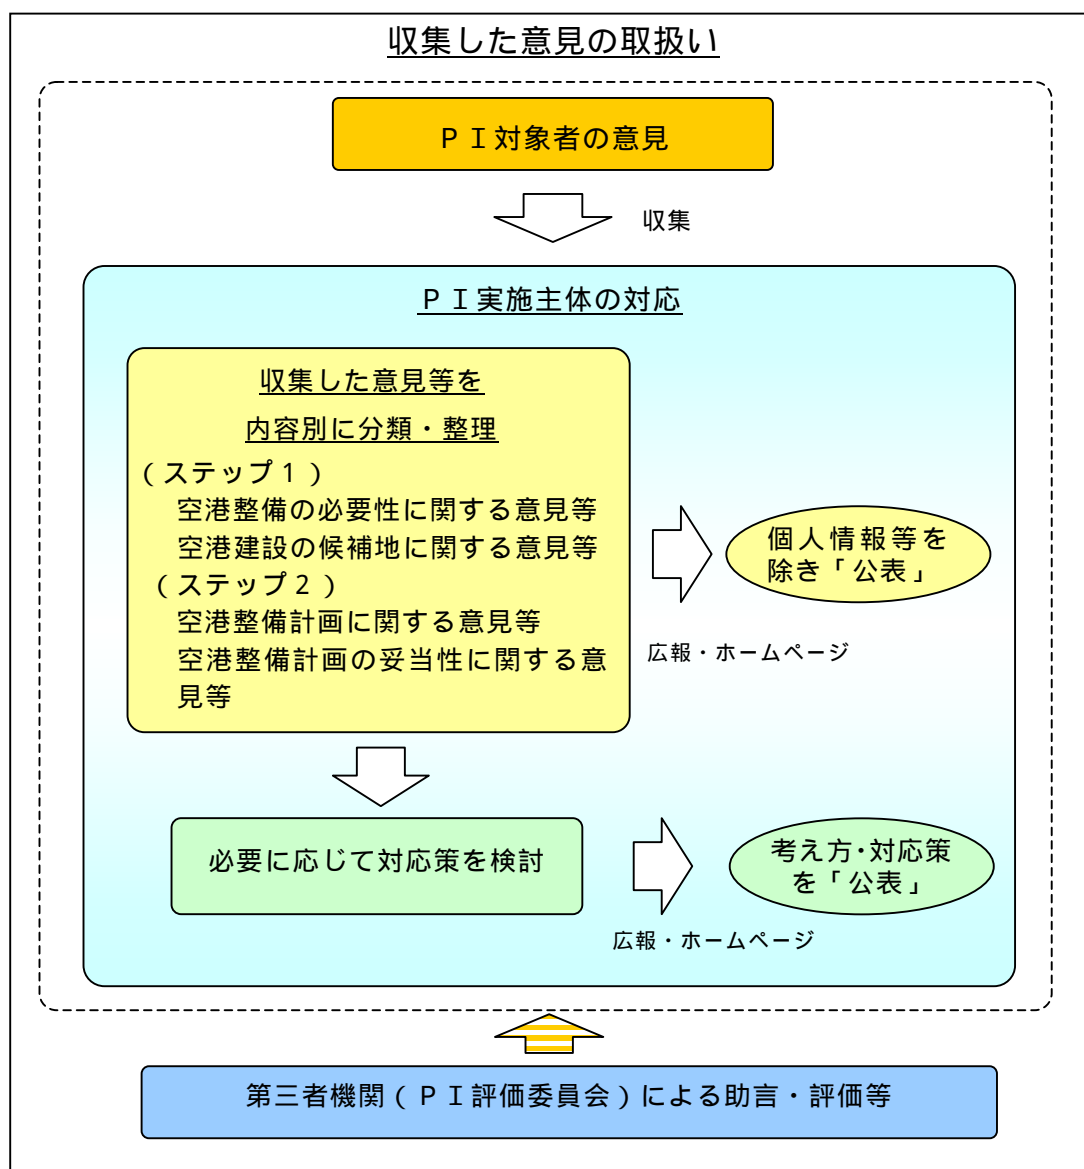 収集した意見の取扱い
ＰＩ対象者の意見
収集
ＰＩ実施主体の対応
収集した意見等を
内容別に分類・整理
（ステップ１）
空港整備の必要性に関する意見等
空港建設の候補地に関する意見等
（ステップ２）
空港整備計画に関する意見等
空港整備計画の妥当性に関する意
見等
個人情報等を
除き「公表」
広報・ホームページ
必要に応じて対応策を検討
考え方･対応策
を「公表」
広報・ホームページ
第三者機関（ＰＩ評価委員会）による助言・評価等